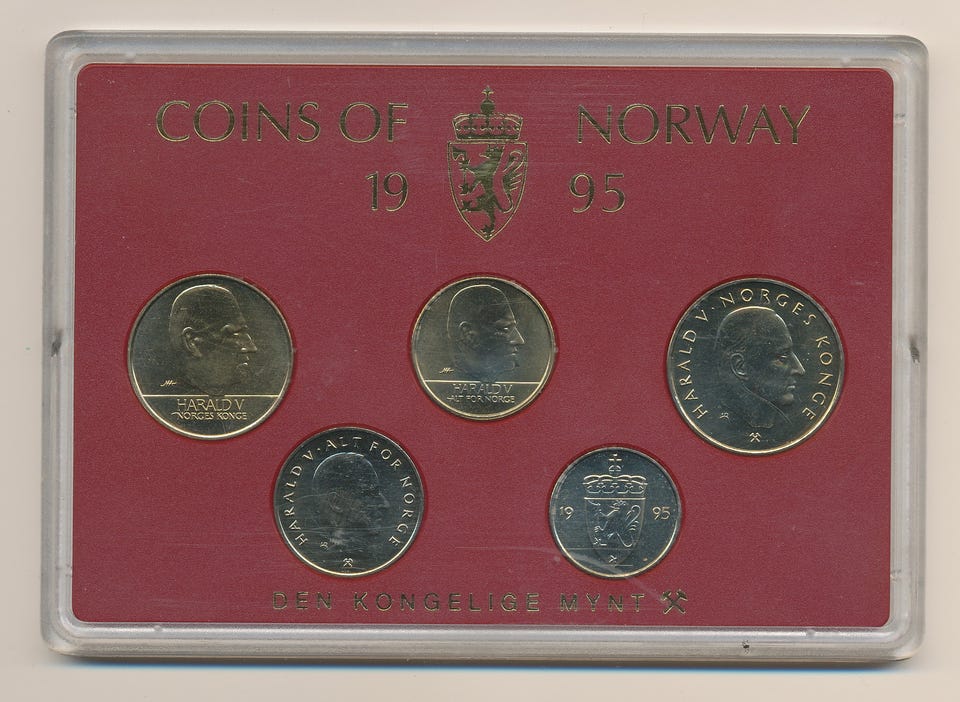 COINS OF NORWAY
19 95
HARALD V
NORGES KONGE
HARALD V
ALT FOR NORGE
HARALD V · NORGES KONGE
HARALD V · ALT FOR NORGE
19 95
DEN KONGELIGE MYNT